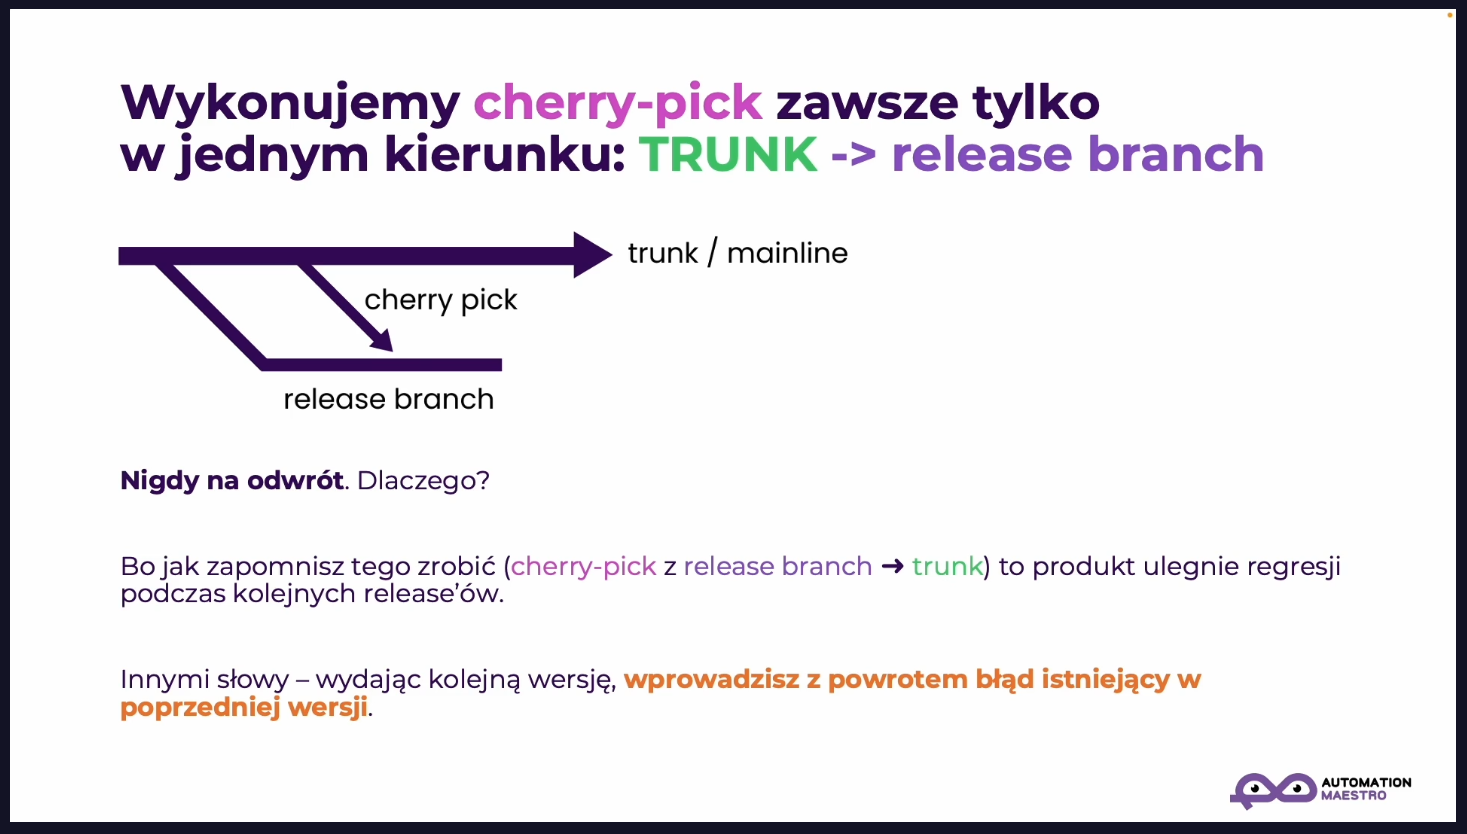 Wykonujemy cherry-pick zawsze tylko
w jednym kierunku: TRUNK -> release branch
trunk / mainline
cherry pick
release branch
Nigdy na odwrót. Dlaczego?
Bo jak zapomnisz tego zrobić (cherry-pick z release branch ➜ trunk) to produkt ulegnie regresji
podczas kolejnych release’ów.
Innymi słowy – wydając kolejną wersję, wprowadzisz z powrotem błąd istniejący w
poprzedniej wersji.
AUTOMATION
MAESTRO